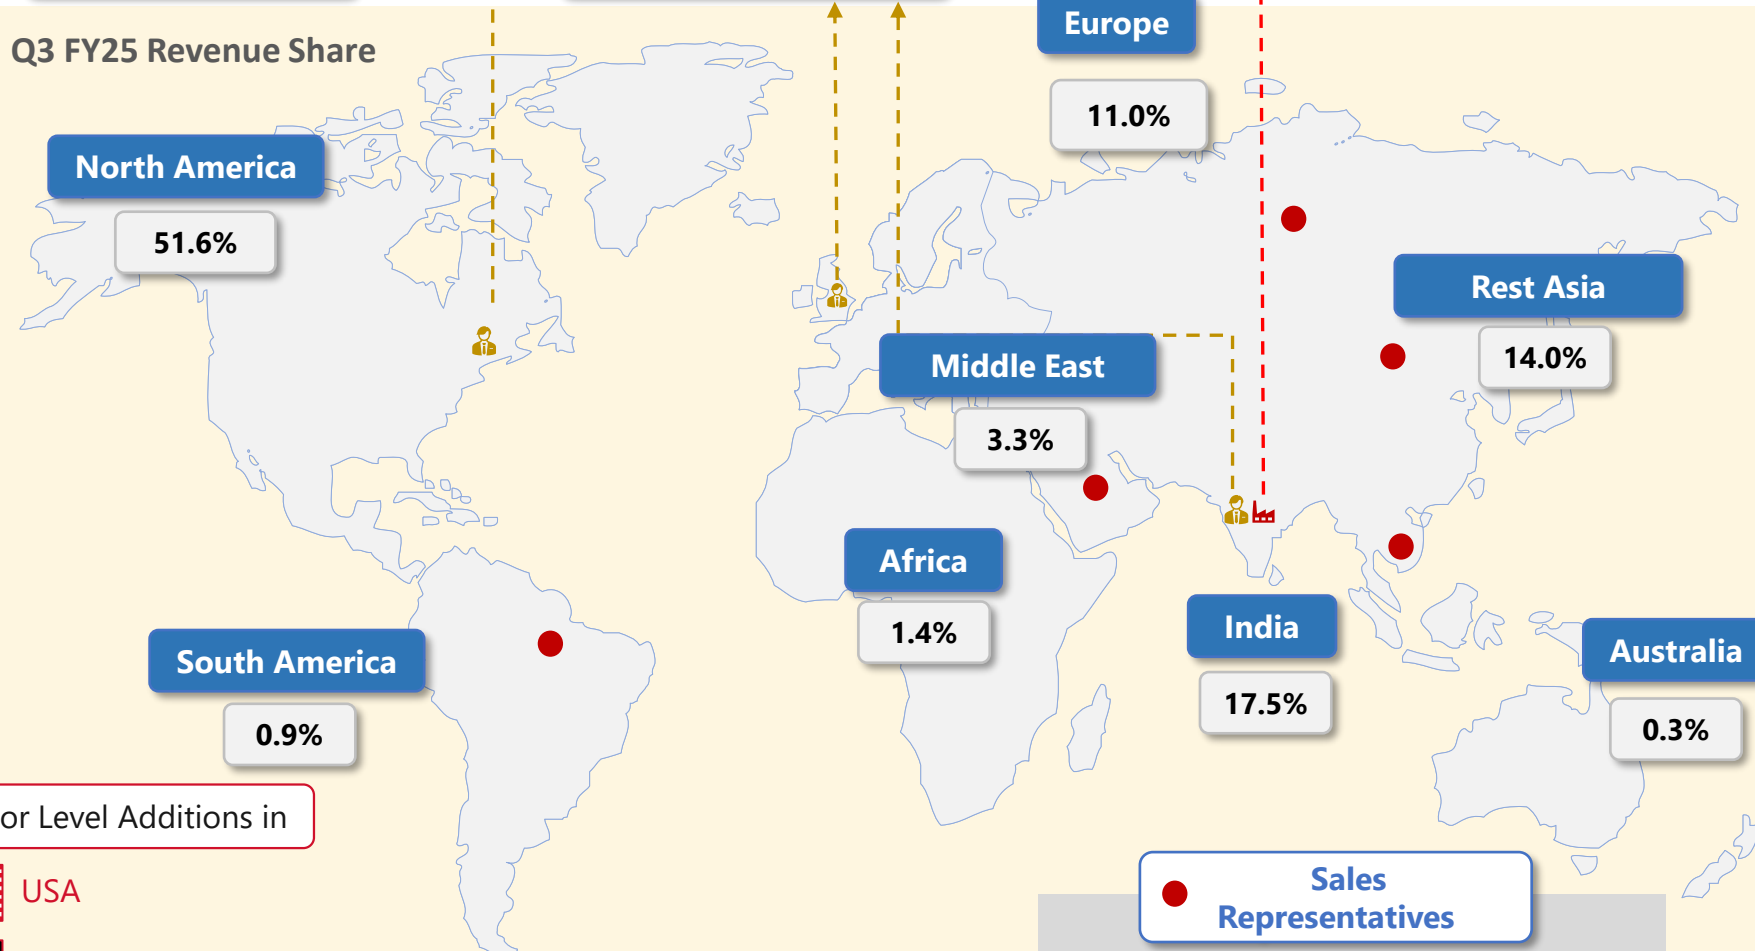 Europe
Q3 FY25 Revenue Share
11.0%
North America
51.6%
Rest Asia
14.0%
Middle East
3.3%
Africa
1.4%
India
17.5%
South America
0.9%
Australia
0.3%
or Level Additions in
USA
Sales
Representatives